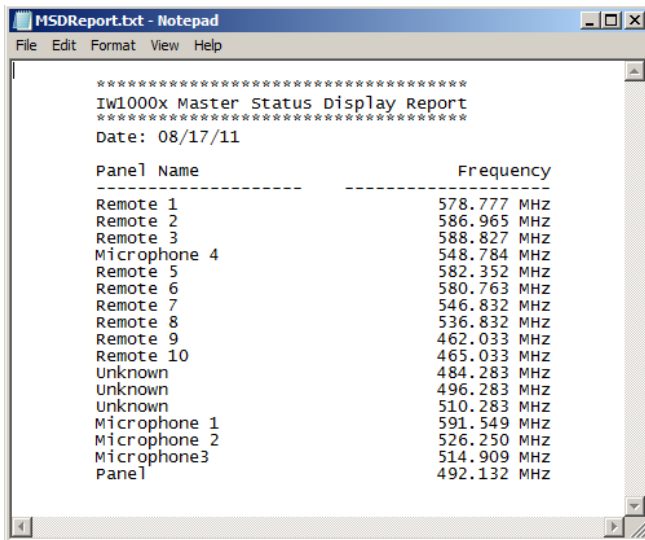 MSDReport.txt - Notepad
File Edit Format View Help
************************************
IW1000x Master Status Display Report
************************************
Date: 08/17/11
Panel Name Frequency
-------------------- --------------------
Remote 1 578.777 MHz
Remote 2 586.965 MHz
Remote 3 588.827 MHz
Microphone 4 548.784 MHz
Remote 5 582.352 MHz
Remote 6 580.763 MHz
Remote 7 546.832 MHz
Remote 8 536.832 MHz
Remote 9 462.033 MHz
Remote 10 465.033 MHz
Unknown 484.283 MHz
Unknown 496.283 MHz
Unknown 510.283 MHz
Microphone 1 591.549 MHz
Microphone 2 526.250 MHz
Microphone3 514.909 MHz
Panel 492.132 MHz